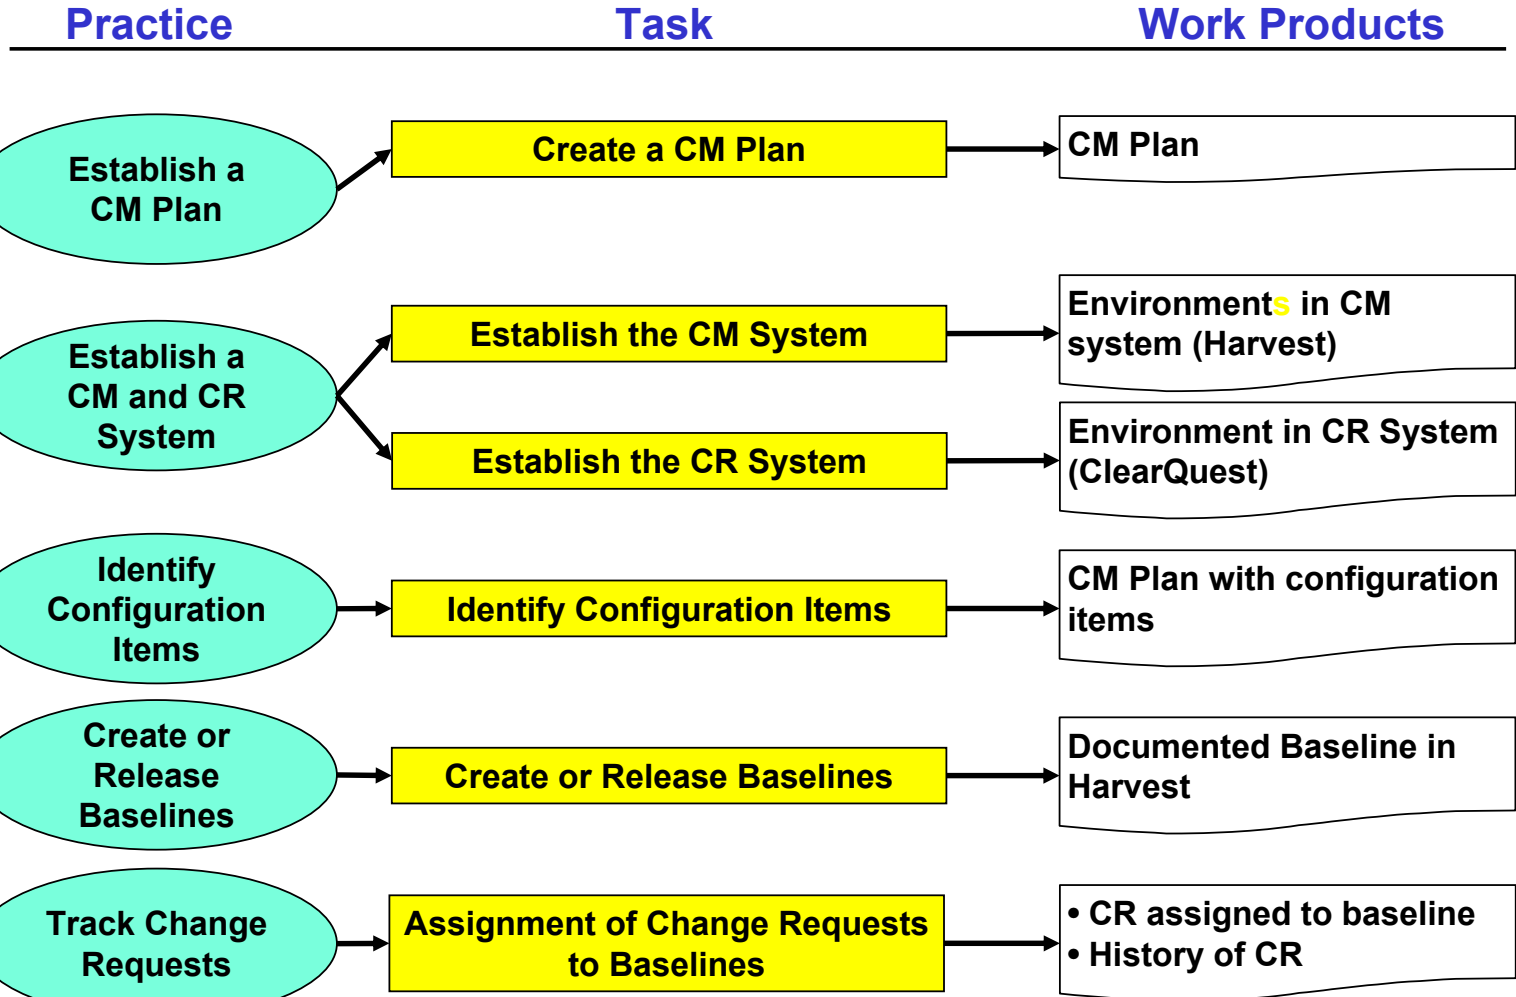 Practice Task Work Products
Establish a
CM Plan
Create a CM Plan
CM Plan
Establish a
CM and CR
System
Establish the CM System
Environments in CM
system (Harvest)
Establish the CR System
Environment in CR System
(ClearQuest)
Identify
Configuration
Items
Identify Configuration Items
CM Plan with configuration
items
Create or
Release
Baselines
Create or Release Baselines
Documented Baseline in
Harvest
Track Change
Requests
Assignment of Change Requests
to Baselines
• CR assigned to baseline
• History of CR